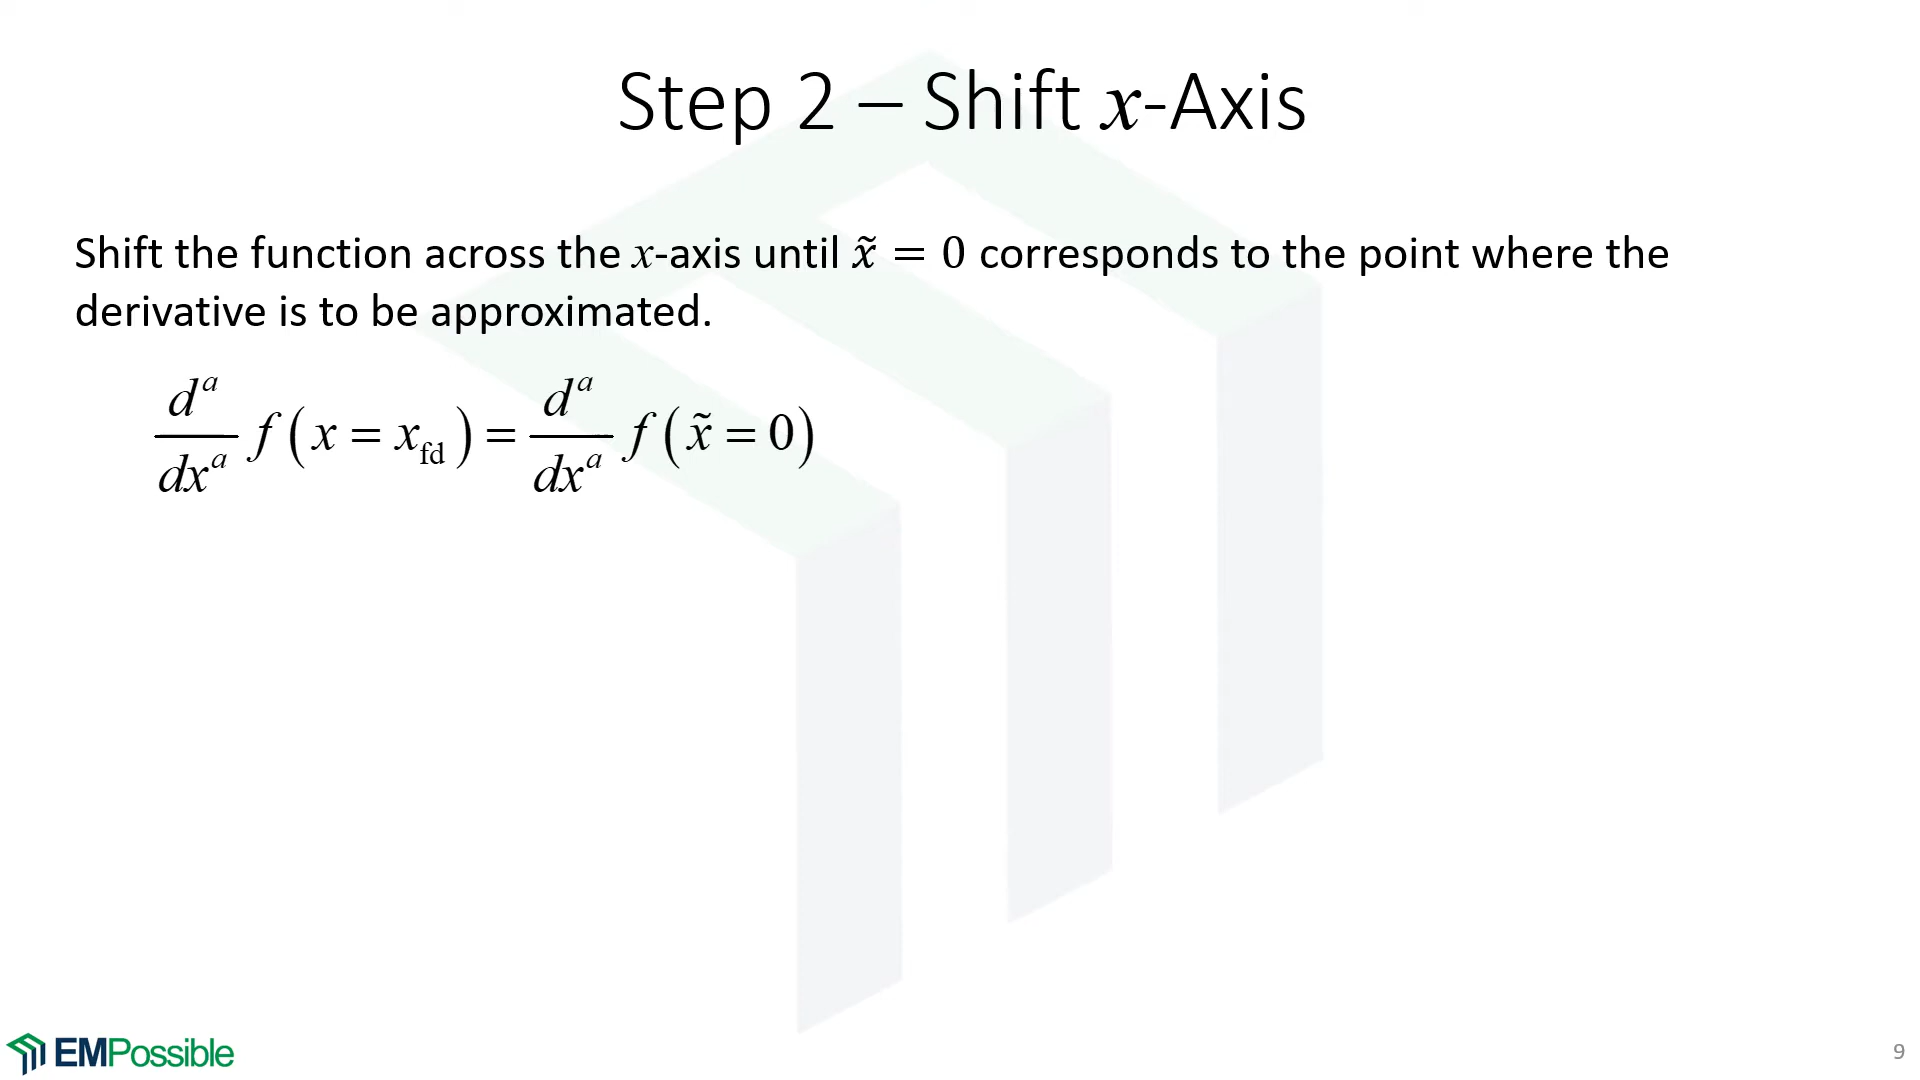 Step 2 – Shift x-Axis
Shift the function across the x-axis until x̃ = 0 corresponds to the point where the
derivative is to be approximated.
d^a/dx^a f(x = x_fd) = d^a/dx^a f(x̃ = 0)
EMPossible
9